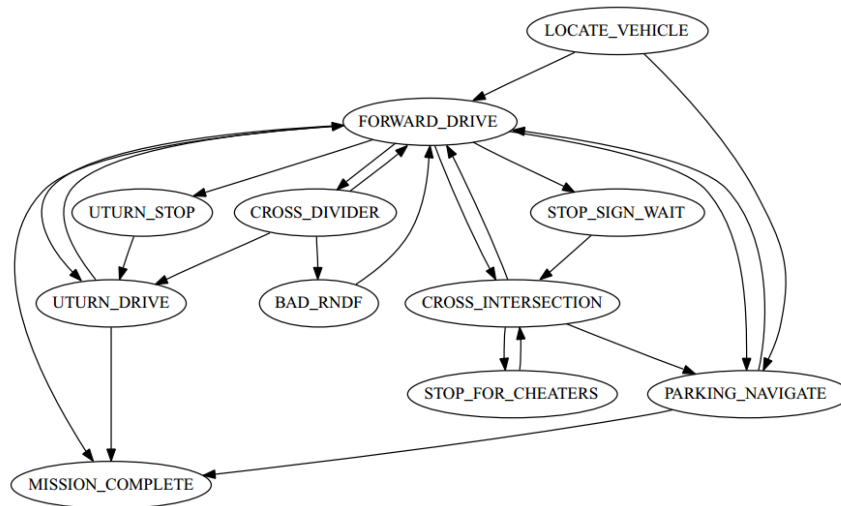 LOCATE_VEHICLE
FORWARD_DRIVE
UTURN_STOP
CROSS_DIVIDER
STOP_SIGN_WAIT
UTURN_DRIVE
BAD_RNDF
CROSS_INTERSECTION
STOP_FOR_CHEATERS
PARKING_NAVIGATE
MISSION_COMPLETE